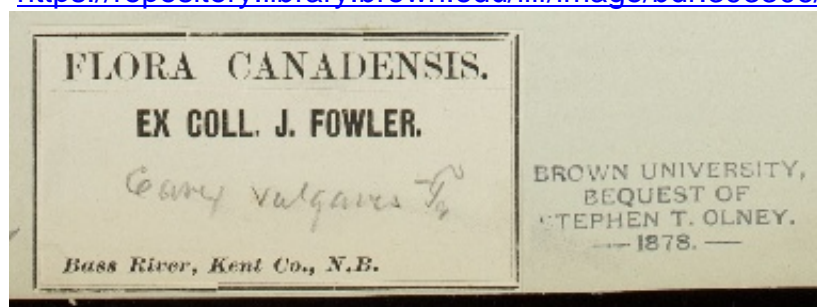 FLORA CANADENSIS.
EX COLL. J. FOWLER.
Carex vulgaris Fr
Bass River, Kent Co., N.B.
BROWN UNIVERSITY,
BEQUEST OF
STEPHEN T. OLNEY.
— 1878. —